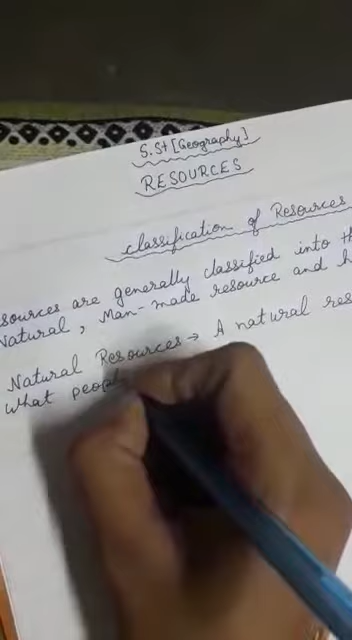 S.St [Geography]
RESOURCES
classification of Resources
sources are generally classified into th
Natural, Man-made resource and h
Natural Resources → A natural res
What peopl